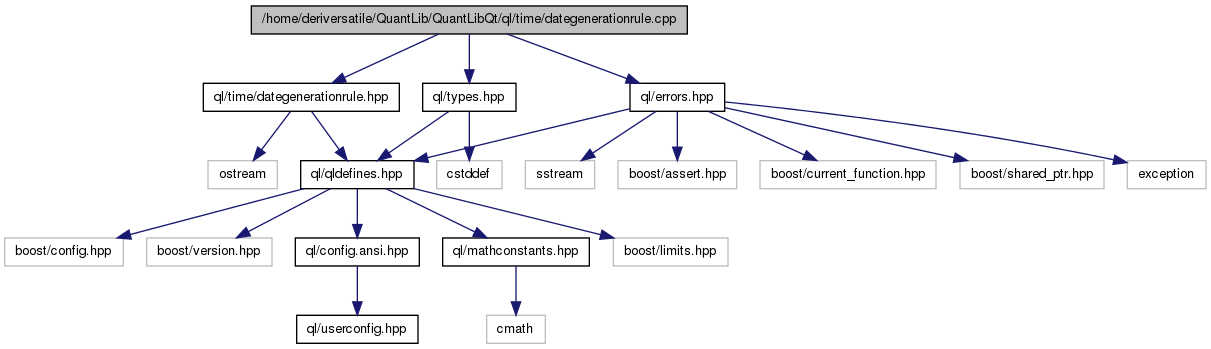 /home/deriversatile/QuantLib/QuantLibQt/ql/time/dategenerationrule.cpp
ql/time/dategenerationrule.hpp
ql/types.hpp
ql/errors.hpp
ostream
ql/qldefines.hpp
cstddef
sstream
boost/assert.hpp
boost/current_function.hpp
boost/shared_ptr.hpp
exception
boost/config.hpp
boost/version.hpp
ql/config.ansi.hpp
ql/mathconstants.hpp
boost/limits.hpp
ql/userconfig.hpp
cmath